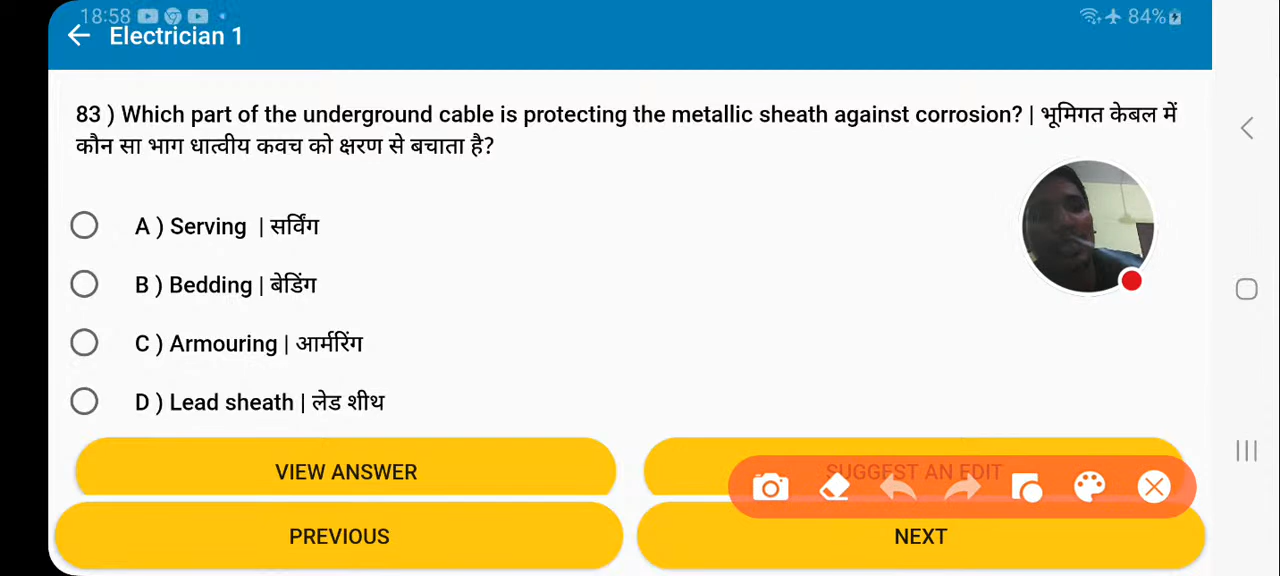 18:58
84%
Electrician 1
83 ) Which part of the underground cable is protecting the metallic sheath against corrosion? | भूमिगत केबल में
कौन सा भाग धात्वीय कवच को क्षरण से बचाता है?
A ) Serving | सर्विंग
B ) Bedding | बेडिंग
C ) Armouring | आर्मरिंग
D ) Lead sheath | लेड शीथ
VIEW ANSWER
SUGGEST AN EDIT
PREVIOUS
NEXT